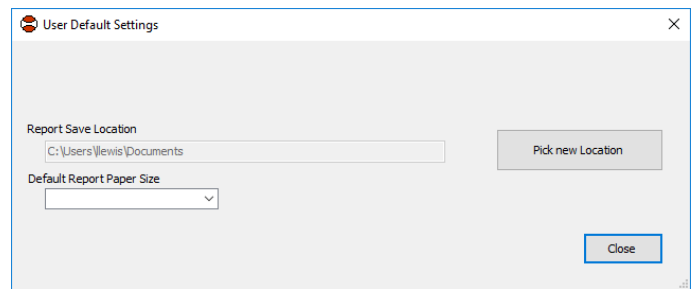 User Default Settings
Report Save Location
C:\Users\llewis\Documents
Pick new Location
Default Report Paper Size
Close